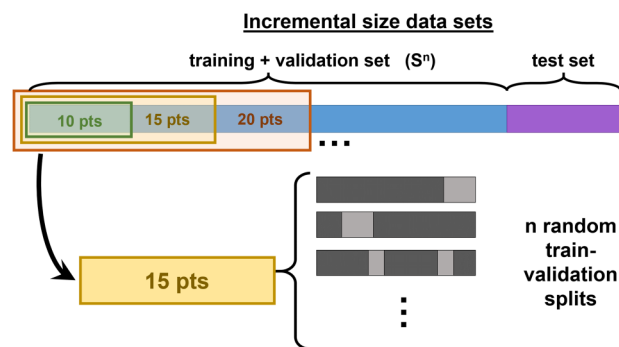 Incremental size data sets
training + validation set (Sⁿ)
test set
10 pts
15 pts
20 pts
...
15 pts
n random
train-
validation
splits